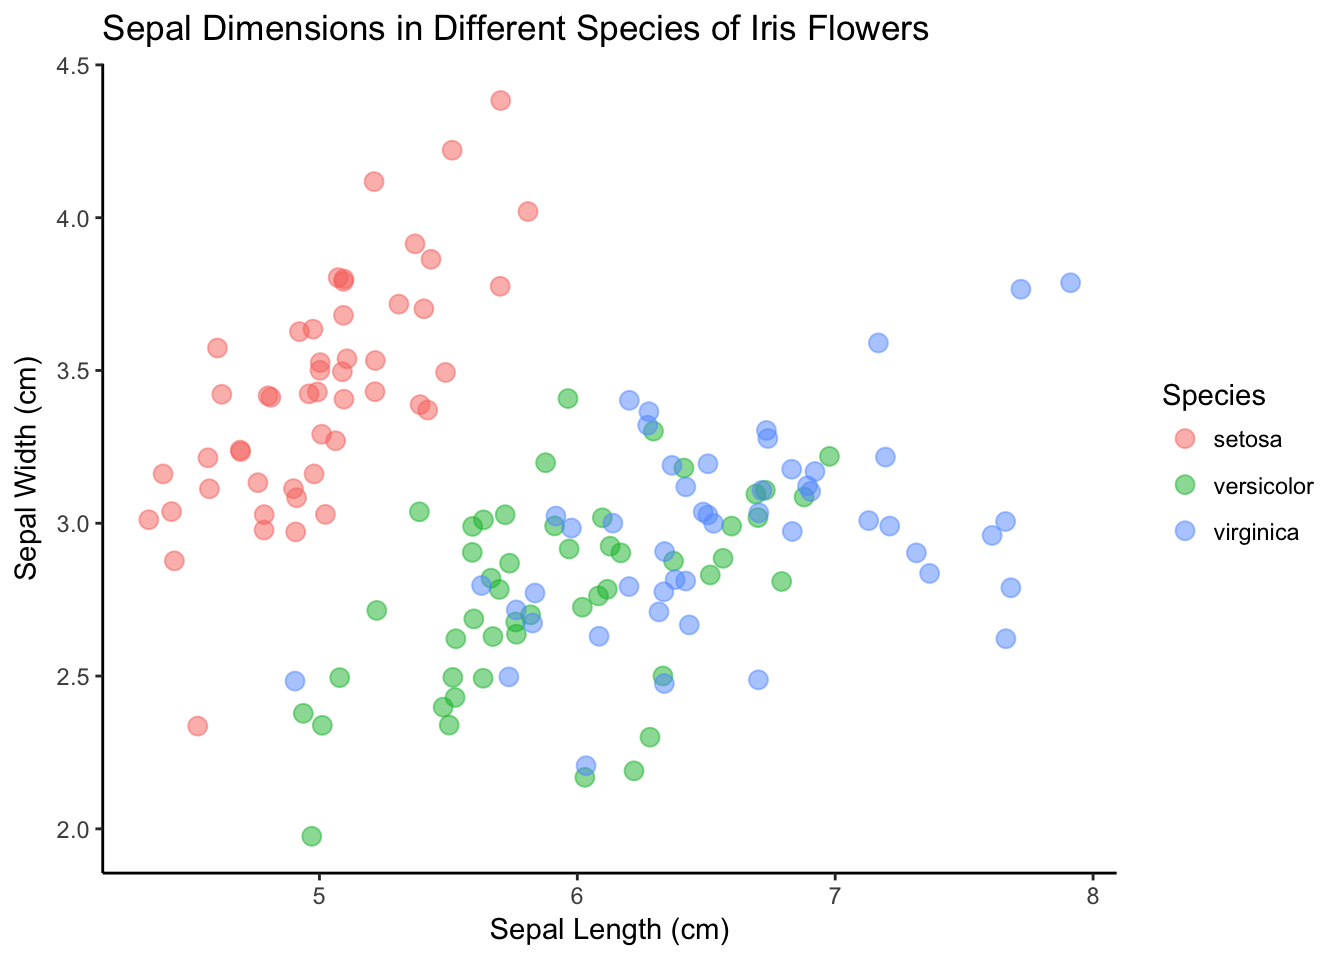 Sepal Dimensions in Different Species of Iris Flowers
4.5
4.0
3.5
3.0
2.5
2.0
Sepal Width (cm)
5 6 7 8
Sepal Length (cm)
Species
setosa
versicolor
virginica